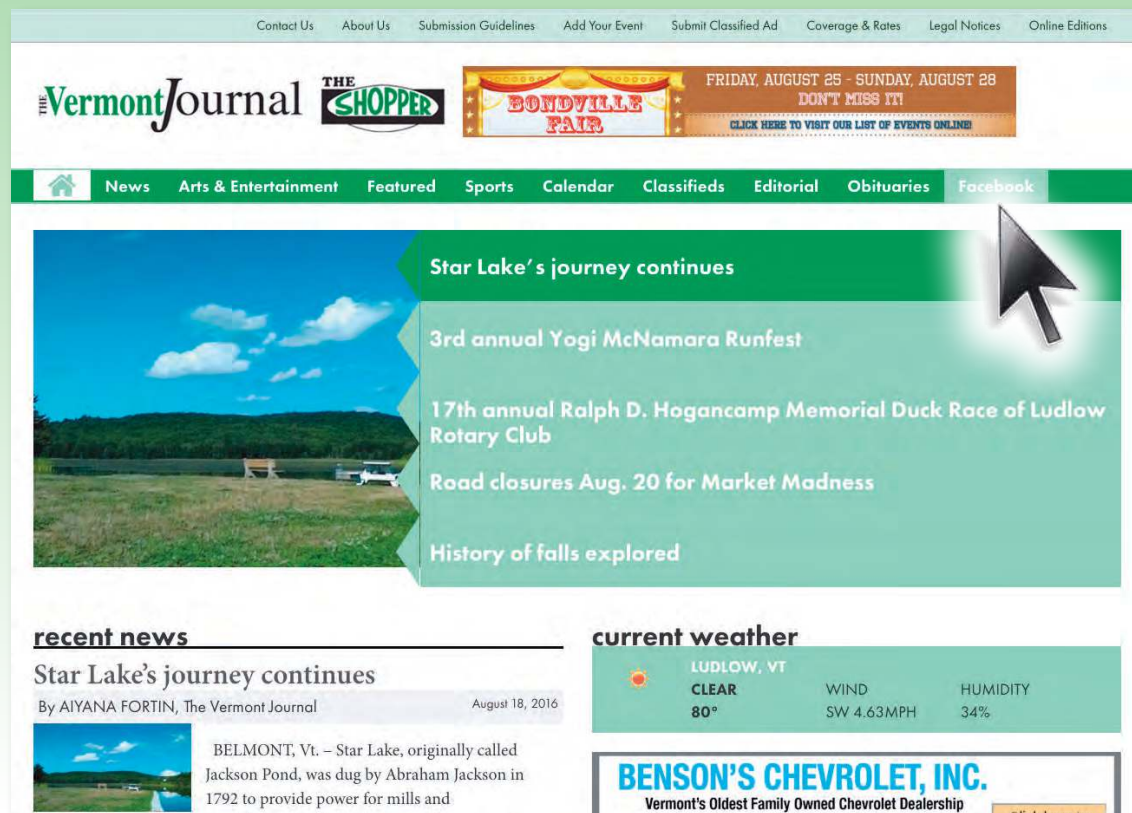 Contact Us About Us Submission Guidelines Add Your Event Submit Classified Ad Coverage & Rates Legal Notices Online Editions
THE Vermont Journal THE SHOPPER
BONDVILLE FAIR
FRIDAY, AUGUST 25 - SUNDAY, AUGUST 28
DON'T MISS IT!
CLICK HERE TO VISIT OUR LIST OF EVENTS ONLINE!
News Arts & Entertainment Featured Sports Calendar Classifieds Editorial Obituaries Facebook
Star Lake's journey continues
3rd annual Yogi McNamara Runfest
17th annual Ralph D. Hogancamp Memorial Duck Race of Ludlow
Rotary Club
Road closures Aug. 20 for Market Madness
History of falls explored
recent news
Star Lake's journey continues
By AIYANA FORTIN, The Vermont Journal August 18, 2016
BELMONT, Vt. – Star Lake, originally called
Jackson Pond, was dug by Abraham Jackson in
1792 to provide power for mills and
current weather
LUDLOW, VT
CLEAR WIND HUMIDITY
80° SW 4.63MPH 34%
BENSON'S CHEVROLET, INC.
Vermont's Oldest Family Owned Chevrolet Dealership